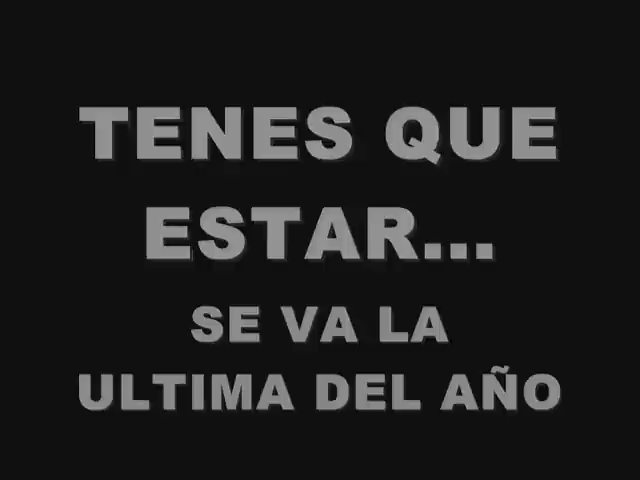 TENES QUE
ESTAR...
SE VA LA
ULTIMA DEL AÑO